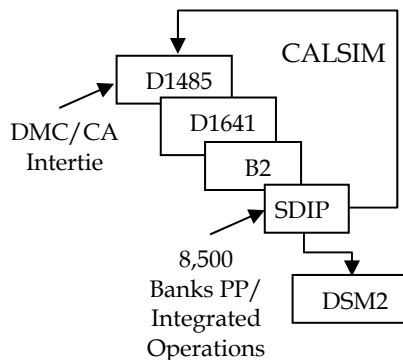 CALSIM
D1485
D1641
DMC/CA
Intertie
B2
SDIP
8,500
Banks PP/
Integrated
Operations
DSM2